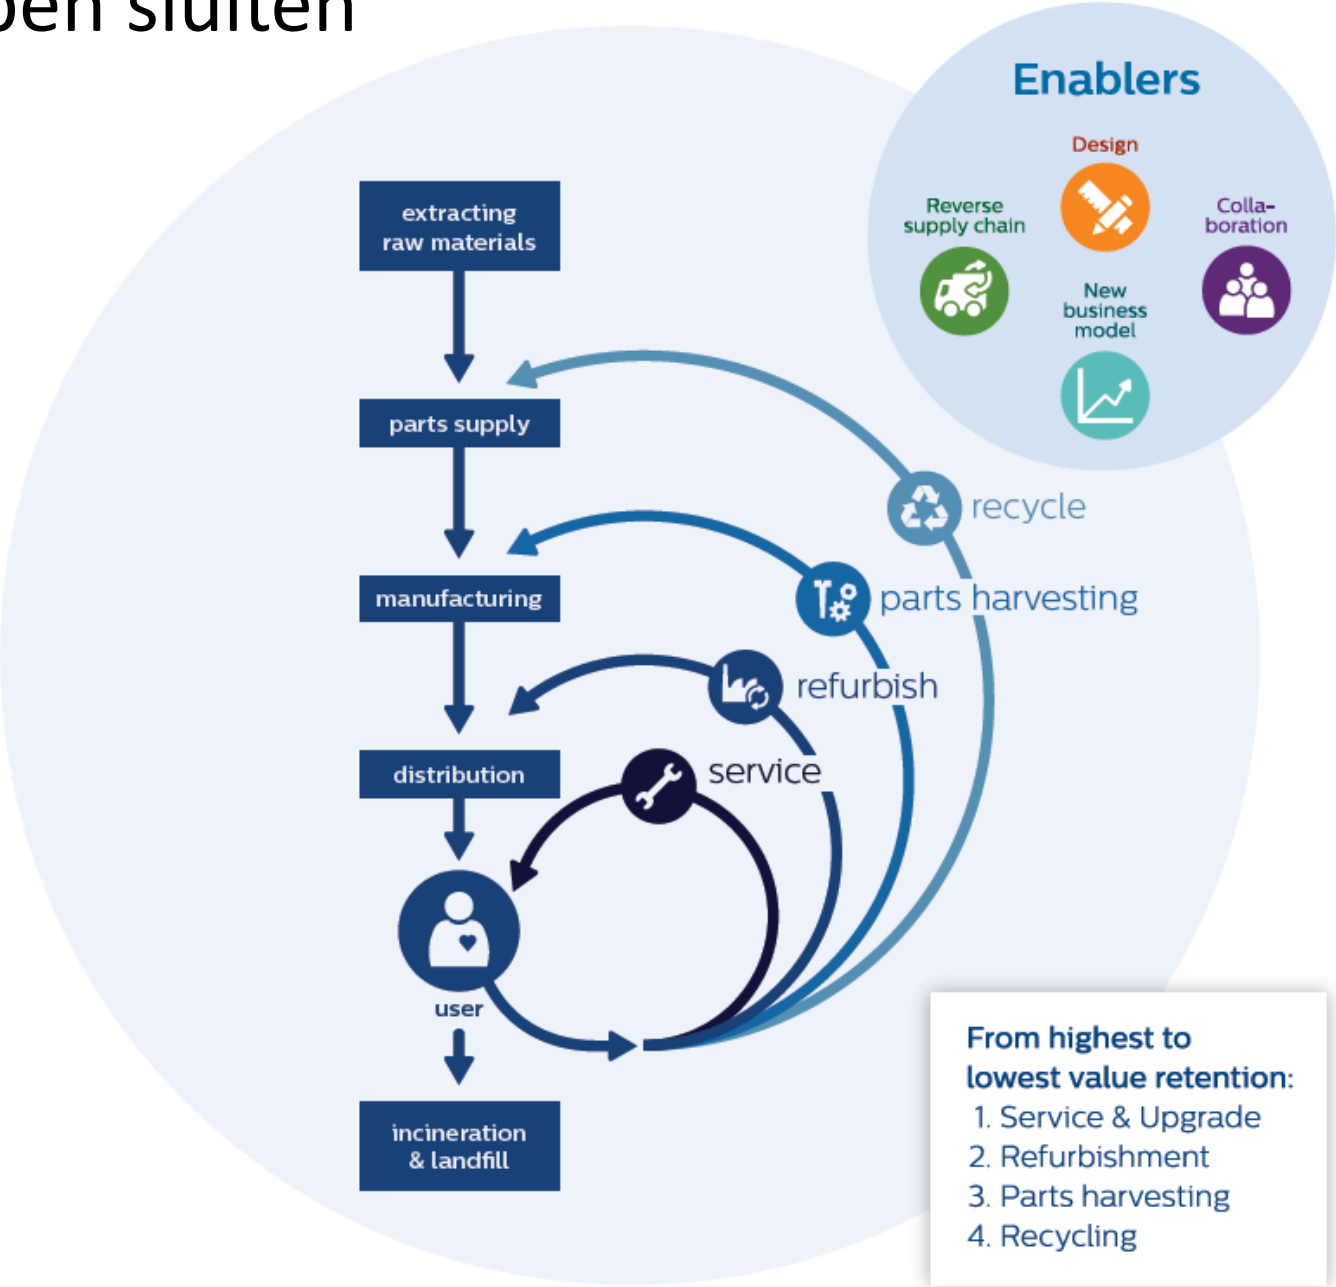 sluiten
Enablers
Design
Reverse
supply chain
Colla-
boration
New
business
model
extracting
raw materials
parts supply
manufacturing
distribution
user
incineration
& landfill
recycle
parts harvesting
refurbish
service
From highest to
lowest value retention:
1. Service & Upgrade
2. Refurbishment
3. Parts harvesting
4. Recycling